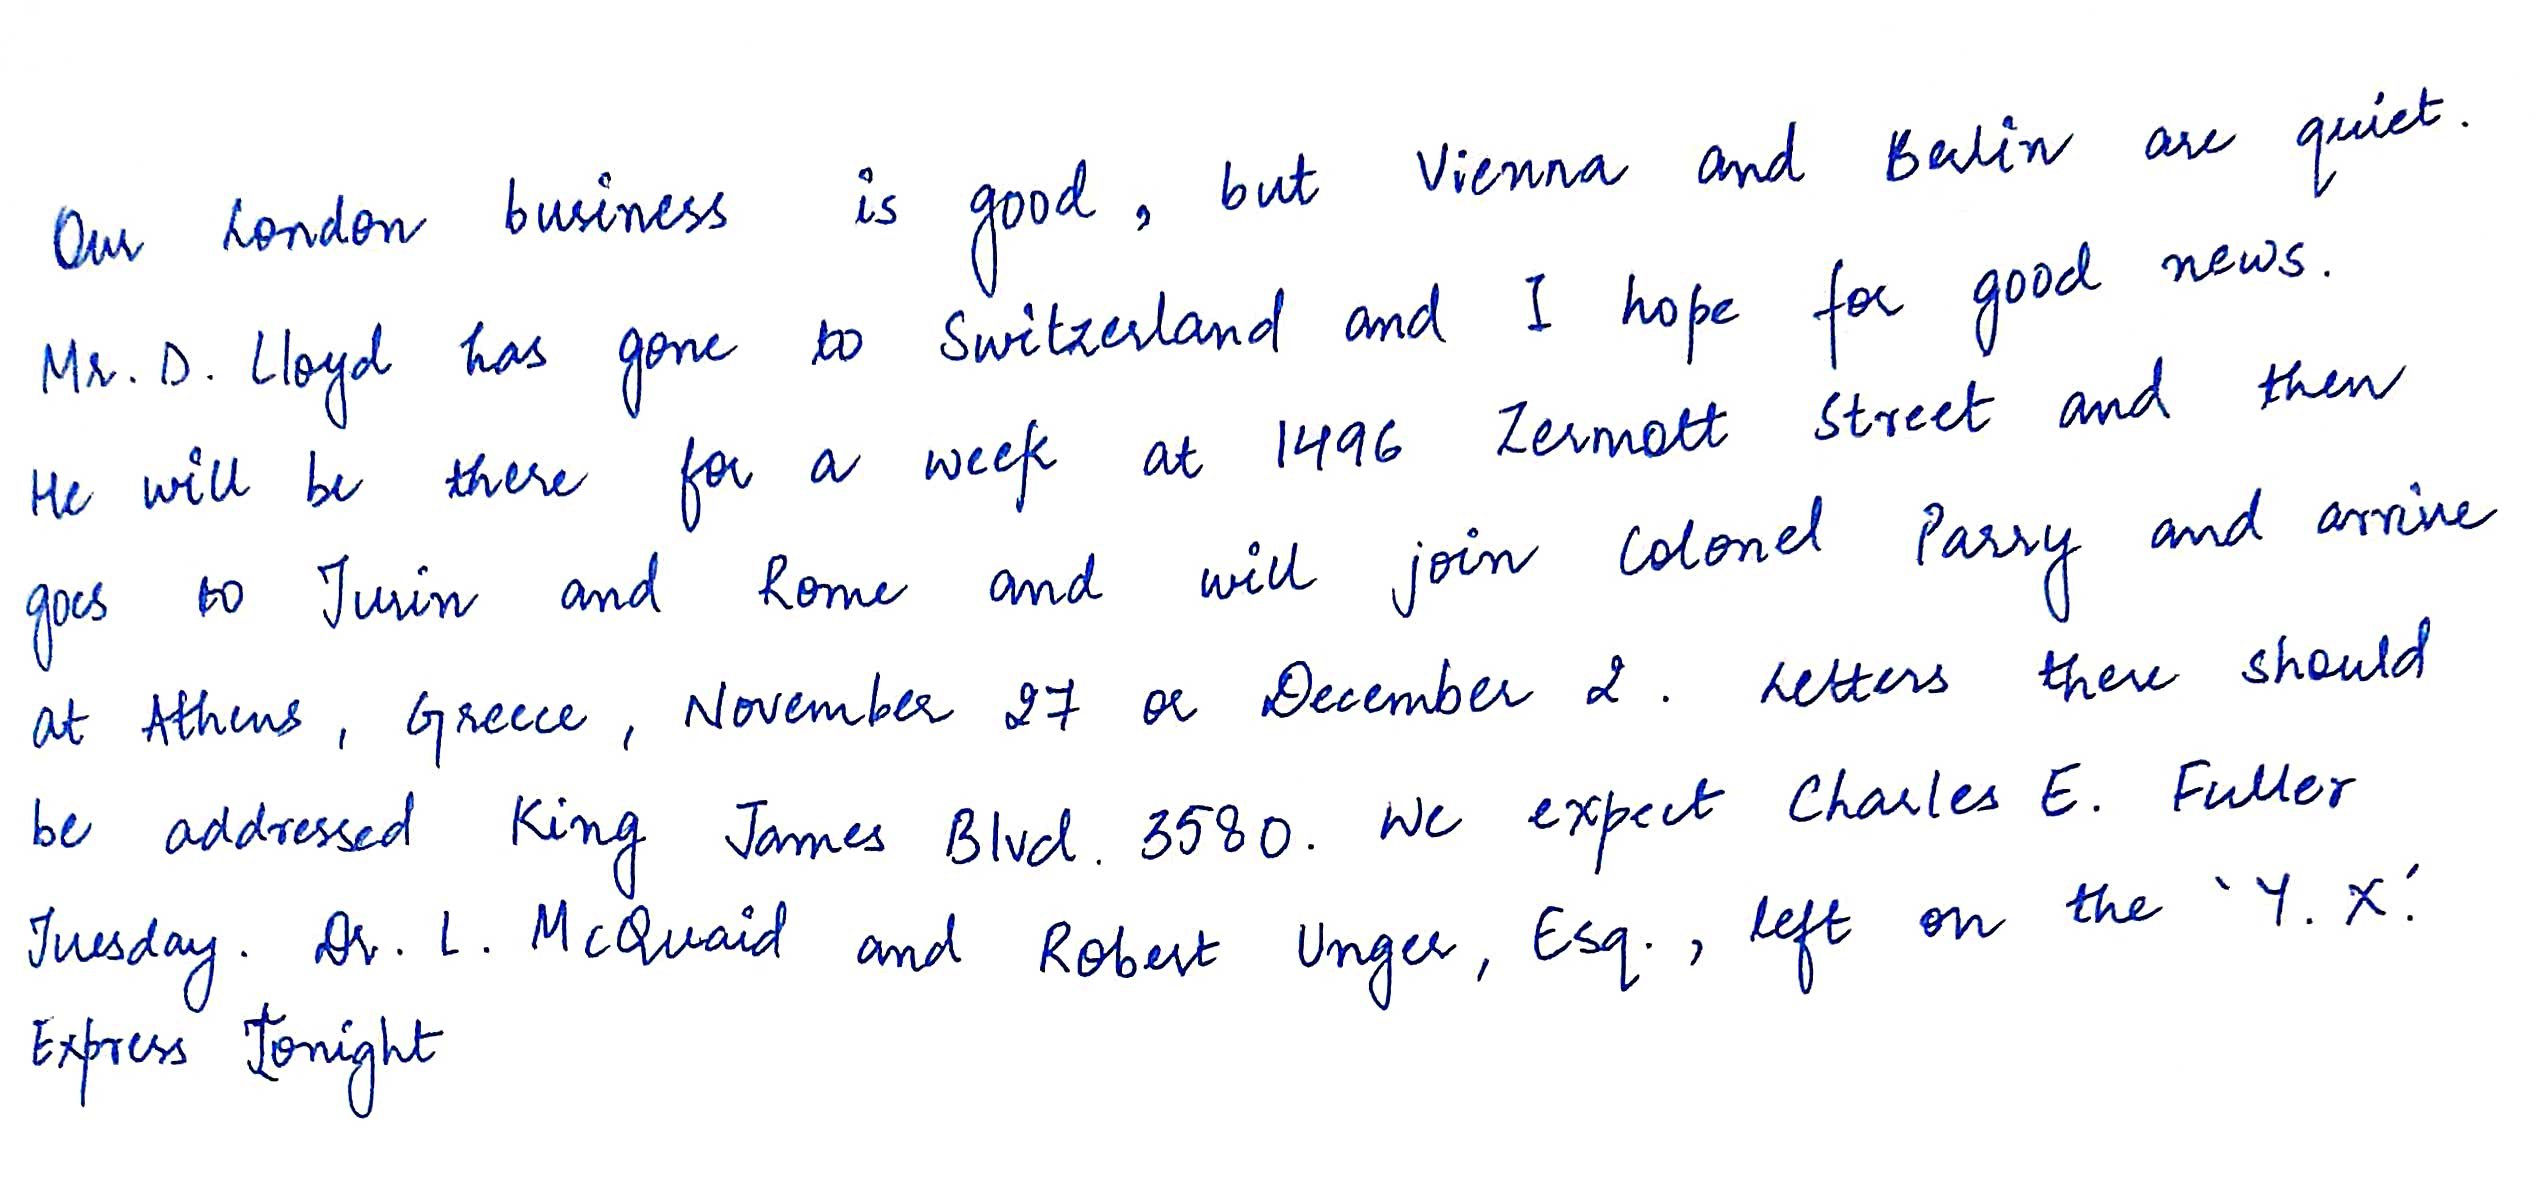 Our London business is good, but Vienna and Berlin are quiet.
Mr. D. Lloyd has gone to Switzerland and I hope for good news.
He will be there for a week at 1496 Zermott Street and then
goes to Turin and Rome and will join Colonel Parry and arrive
at Athens, Greece, November 27 or December 2. Letters there should
be addressed King James Blvd. 3580. We expect Charles E. Fuller
Tuesday. Dr. L. McQuaid and Robert Unger, Esq., left on the 'Y. X.'
Express Tonight